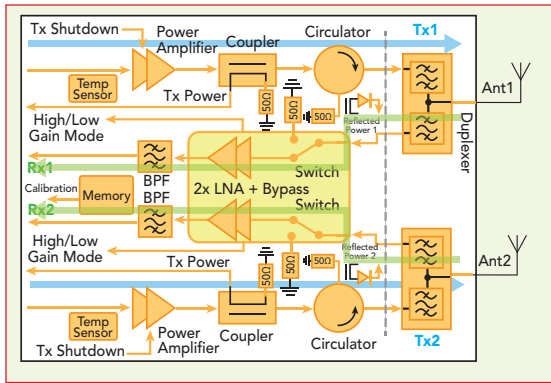 Tx Shutdown
Power
Amplifier
Coupler
Circulator
Tx1
Temp
Sensor
Tx Power
50Ω
50Ω
50Ω
Reflected
Power 1
Duplexer
Ant1
High/Low
Gain Mode
Rx1
BPF
Switch
2x LNA + Bypass
Calibration
Memory
Rx2
BPF
Switch
High/Low
Gain Mode
Tx Power
50Ω
50Ω
50Ω
Reflected
Power 2
Ant2
Temp
Sensor
Power
Amplifier
Tx Shutdown
Coupler
Circulator
Tx2